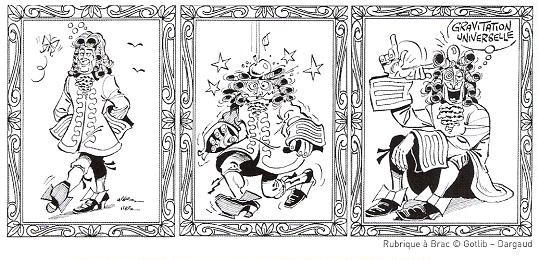 GRAVITATION
UNIVERSELLE
Rubrique à Brac © Gotlib – Dargaud